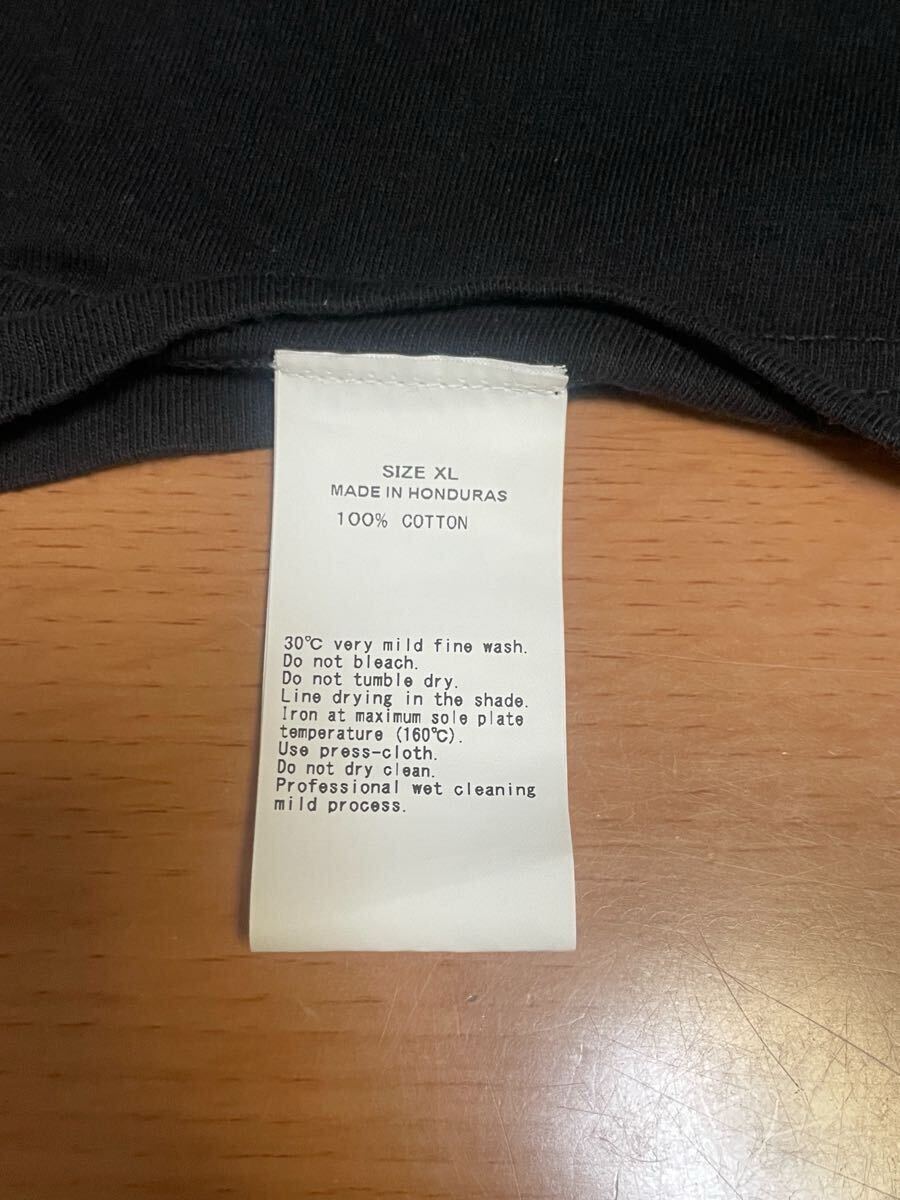 SIZE XL
MADE IN HONDURAS
100% COTTON
30℃ very mild fine wash.
Do not bleach.
Do not tumble dry.
Line drying in the shade.
Iron at maximum sole plate
temperature (160℃).
Use press-cloth.
Do not dry clean.
Professional wet cleaning
mild process.